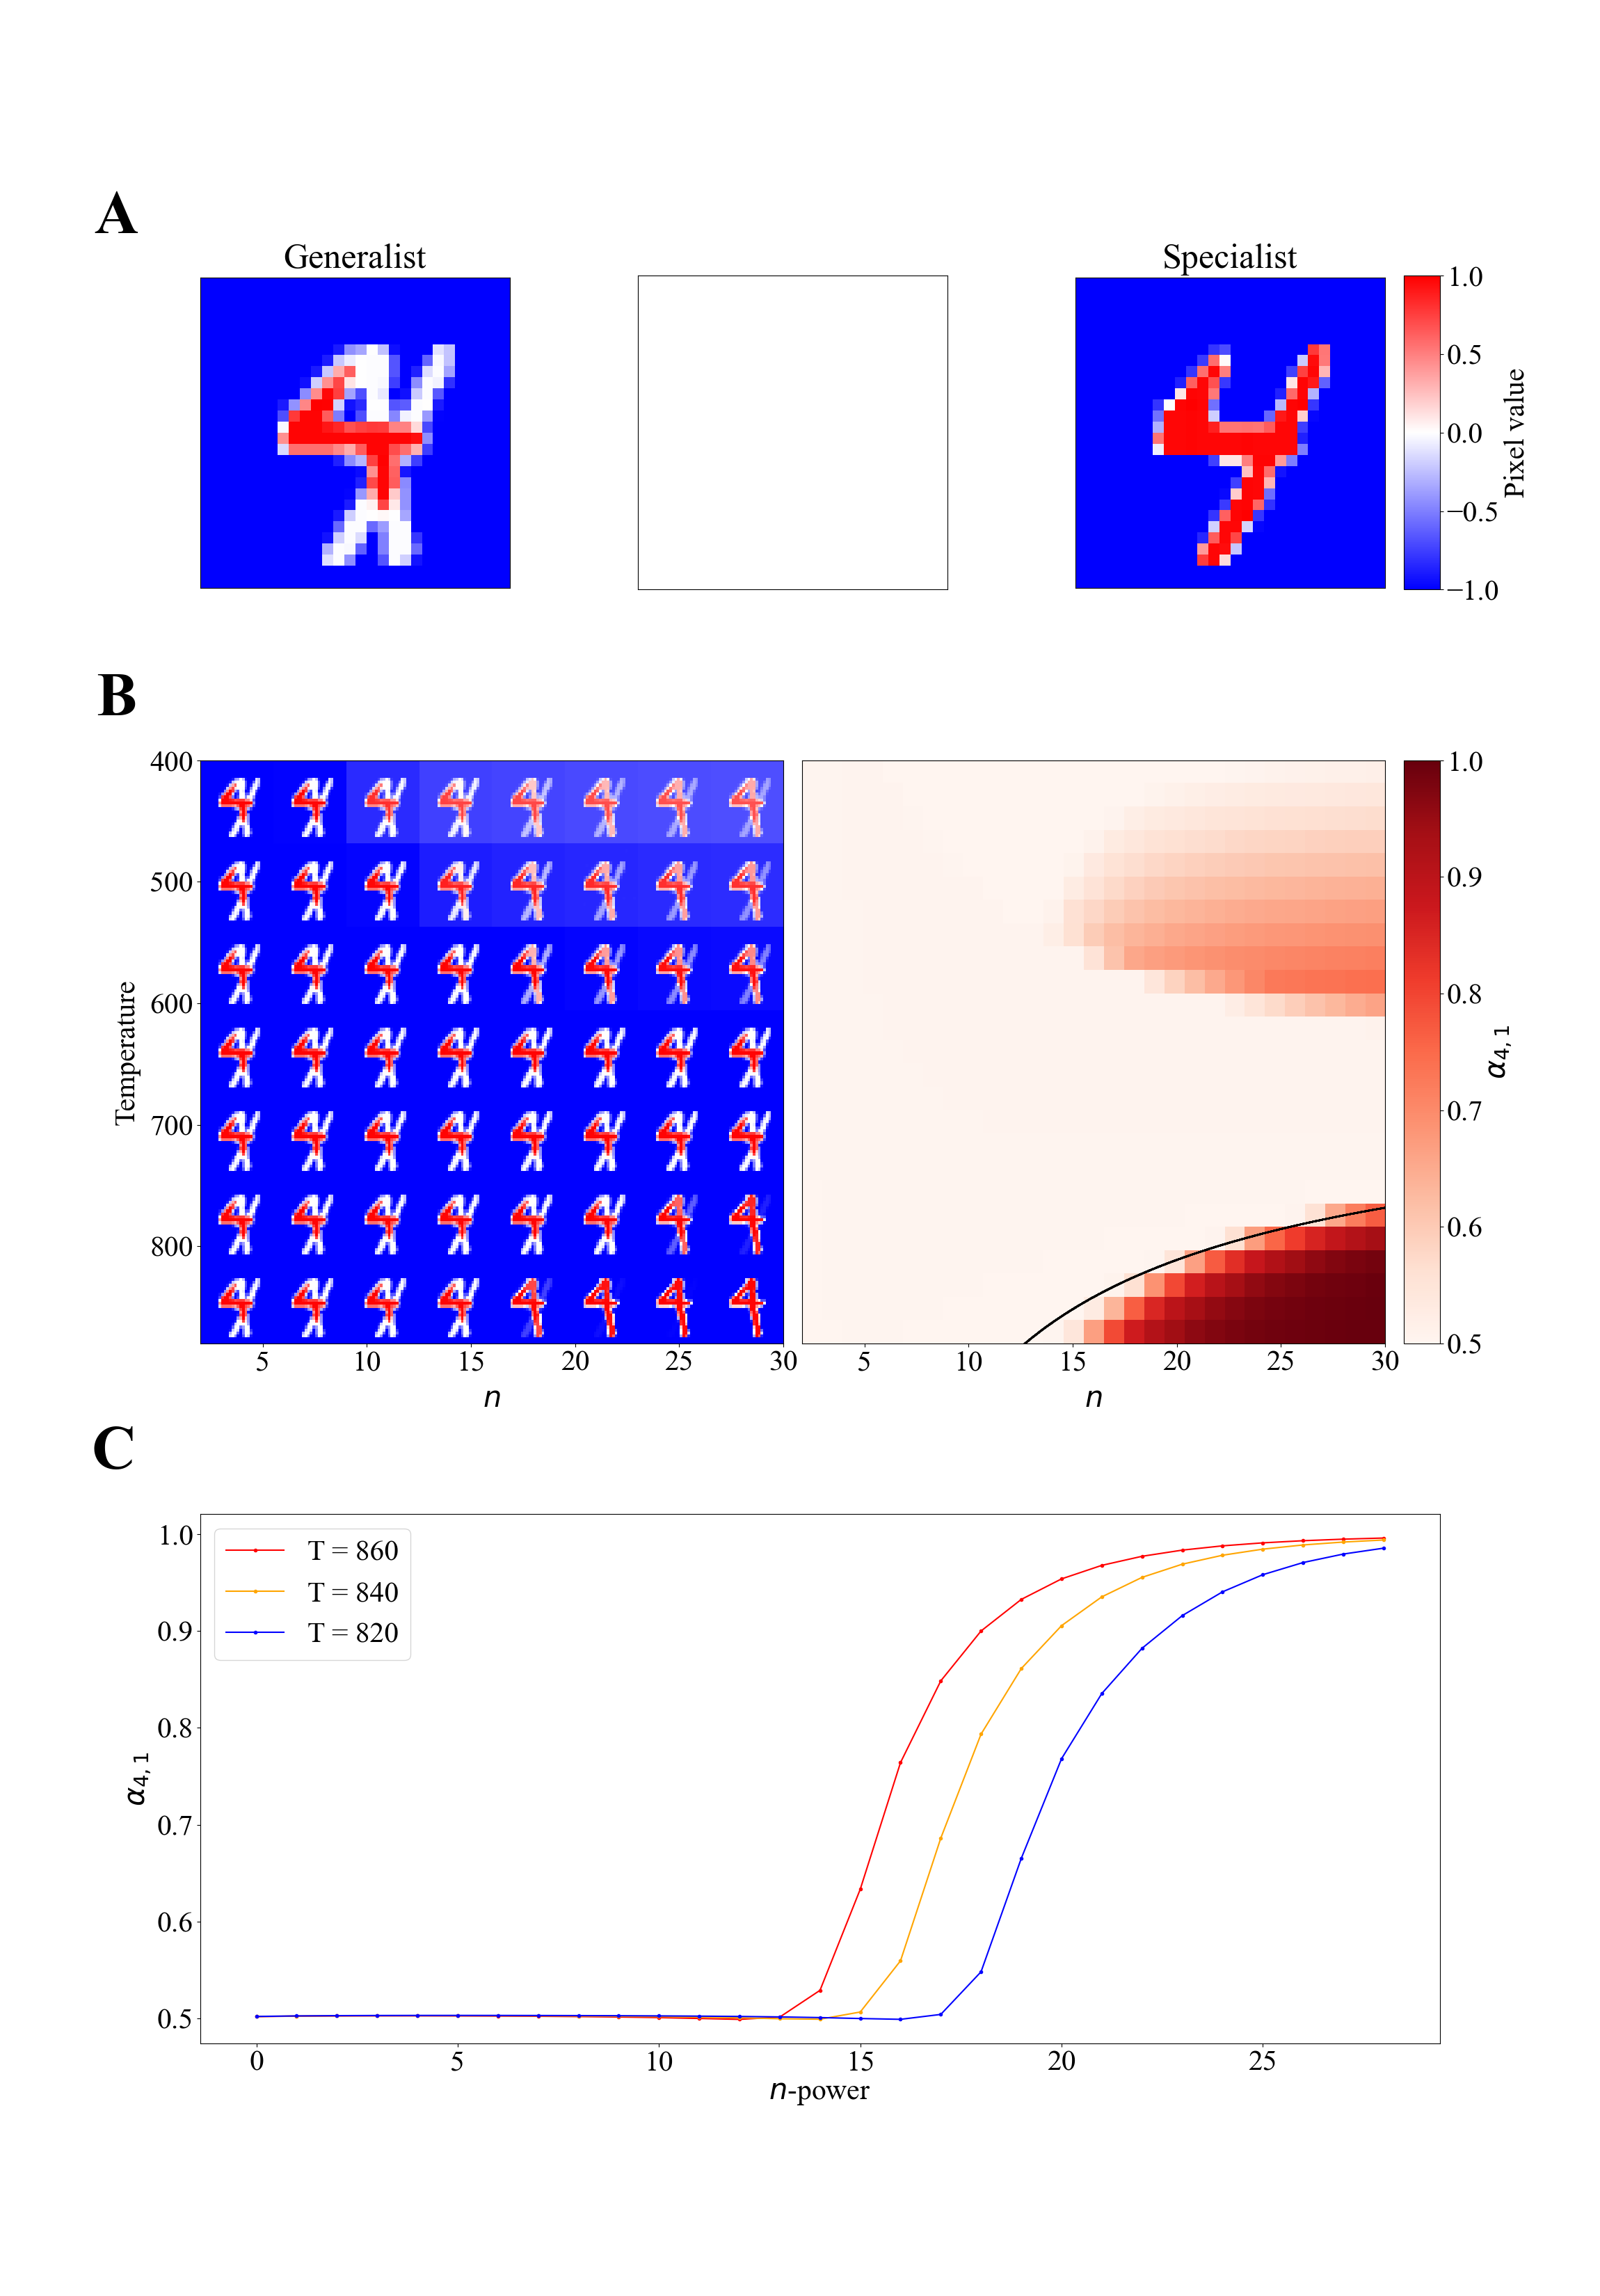 A
Generalist
Specialist
1.0
0.5
0.0
−0.5
−1.0
Pixel value
B
400
500
600
700
800
Temperature
5 10 15 20 25 30
n
5 10 15 20 25 30
n
1.0
0.9
0.8
0.7
0.6
0.5
α4, 1
C
1.0
0.9
0.8
0.7
0.6
0.5
α4, 1
T = 860
T = 840
T = 820
0 5 10 15 20 25
n-power